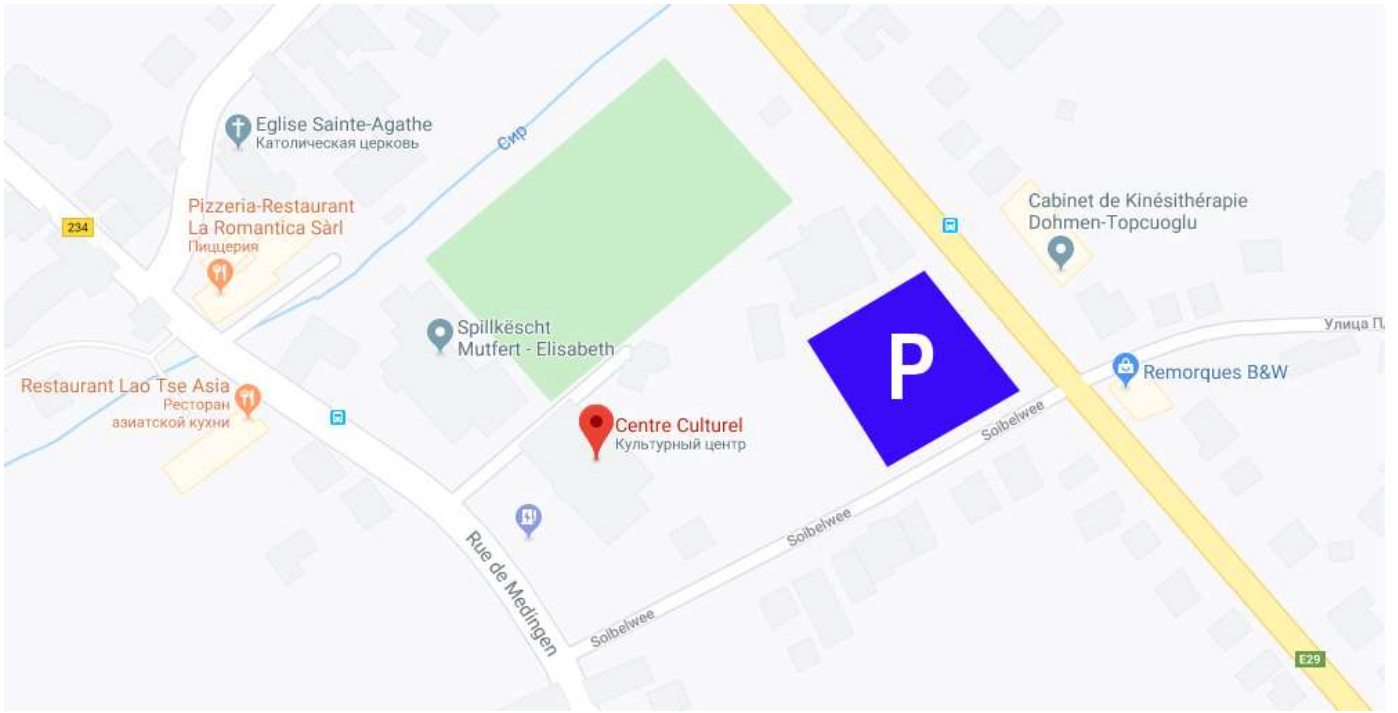 Eglise Sainte-Agathe
Католическая церковь
Сир
Pizzeria-Restaurant
La Romantica Sàrl
Пиццерия
234
Cabinet de Kinésithérapie
Dohmen-Topcuoglu
Spillkëscht
Mutfert - Elisabeth
P
Улица П
Remorques B&W
Restaurant Lao Tse Asia
Ресторан
азиатской кухни
Centre Culturel
Культурный центр
Soibelwee
Soibelwee
Rue de Medingen
Soibelwee
E29